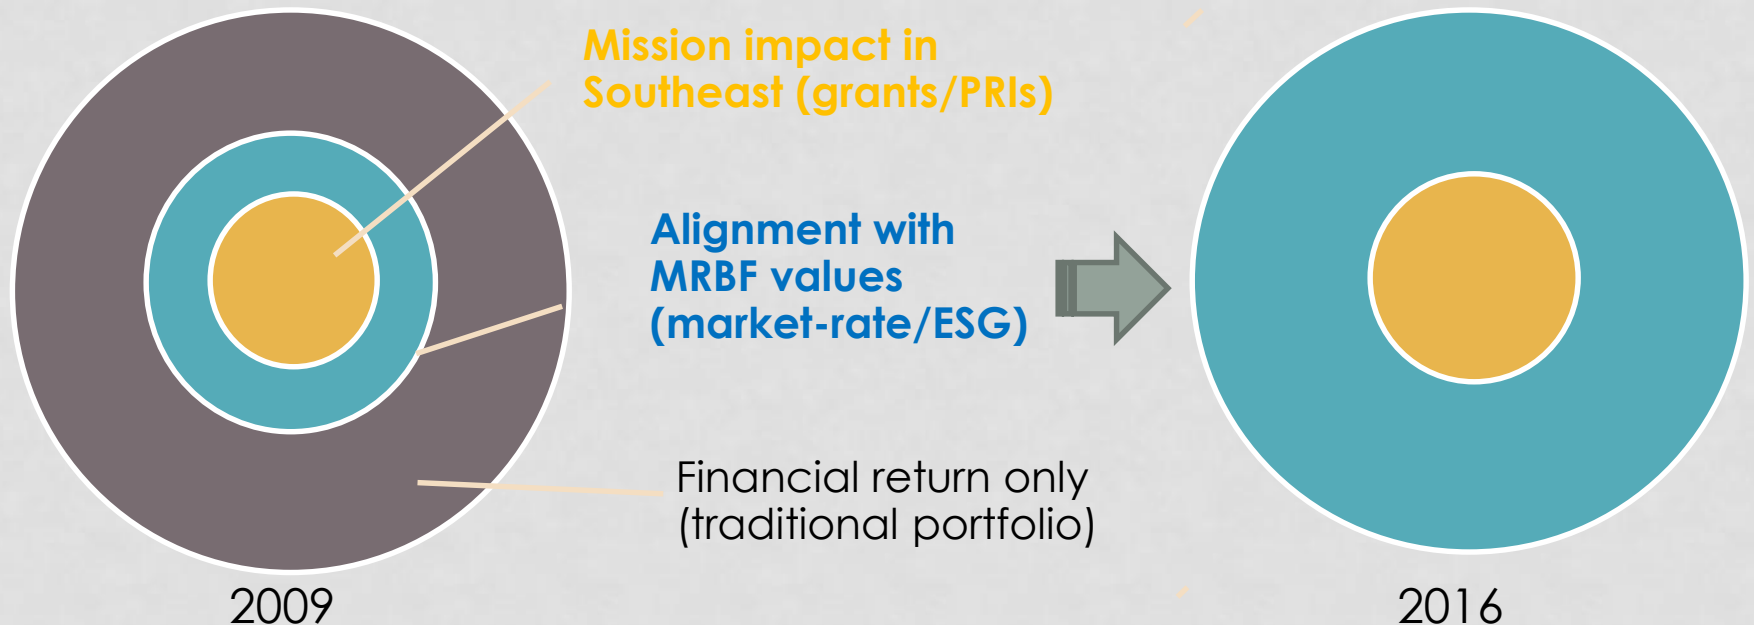 Mission impact in
Southeast (grants/PRIs)
Alignment with
MRBF values
(market-rate/ESG)
Financial return only
(traditional portfolio)
2009
2016